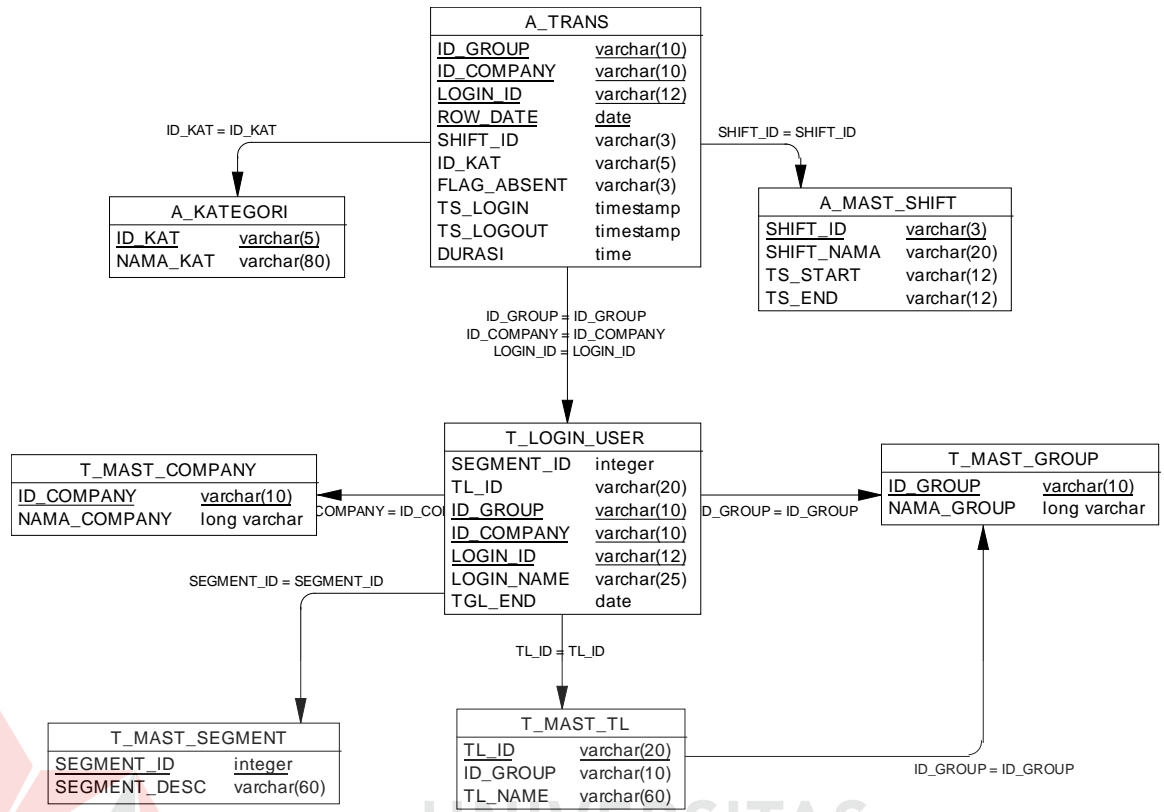 A_TRANS
ID_GROUP varchar(10)
ID_COMPANY varchar(10)
LOGIN_ID varchar(12)
ROW_DATE date
SHIFT_ID varchar(3)
ID_KAT varchar(5)
FLAG_ABSENT varchar(3)
TS_LOGIN timestamp
TS_LOGOUT timestamp
DURASI time
ID_KAT = ID_KAT
SHIFT_ID = SHIFT_ID
A_KATEGORI
ID_KAT varchar(5)
NAMA_KAT varchar(80)
A_MAST_SHIFT
SHIFT_ID varchar(3)
SHIFT_NAMA varchar(20)
TS_START varchar(12)
TS_END varchar(12)
ID_GROUP = ID_GROUP
ID_COMPANY = ID_COMPANY
LOGIN_ID = LOGIN_ID
T_LOGIN_USER
SEGMENT_ID integer
TL_ID varchar(20)
ID_GROUP varchar(10)
ID_COMPANY varchar(10)
LOGIN_ID varchar(12)
LOGIN_NAME varchar(25)
TGL_END date
T_MAST_COMPANY
ID_COMPANY varchar(10)
NAMA_COMPANY long varchar
COMPANY = ID_CO
D_GROUP = ID_GROUP
T_MAST_GROUP
ID_GROUP varchar(10)
NAMA_GROUP long varchar
SEGMENT_ID = SEGMENT_ID
TL_ID = TL_ID
T_MAST_SEGMENT
SEGMENT_ID integer
SEGMENT_DESC varchar(60)
T_MAST_TL
TL_ID varchar(20)
ID_GROUP varchar(10)
TL_NAME varchar(60)
ID_GROUP = ID_GROUP
UNIVERSITAS